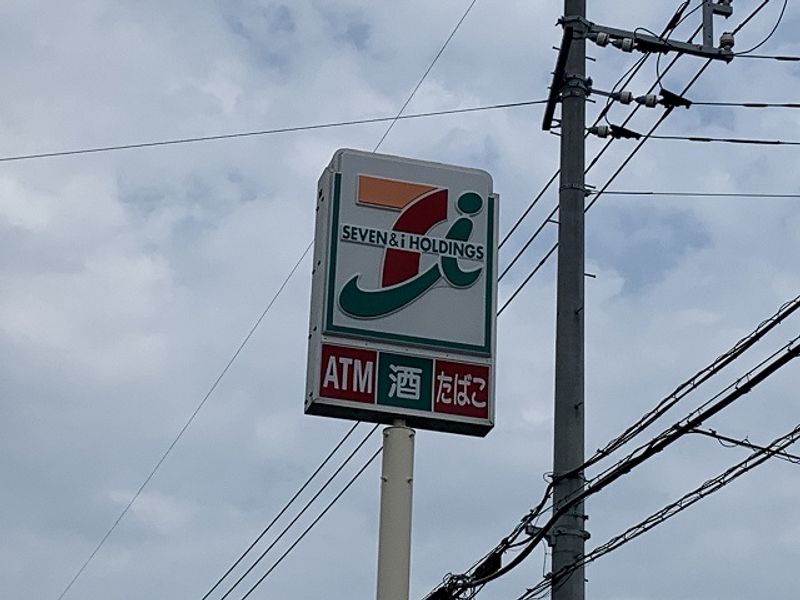 SEVEN & i HOLDINGS
ATM 酒 たばこ